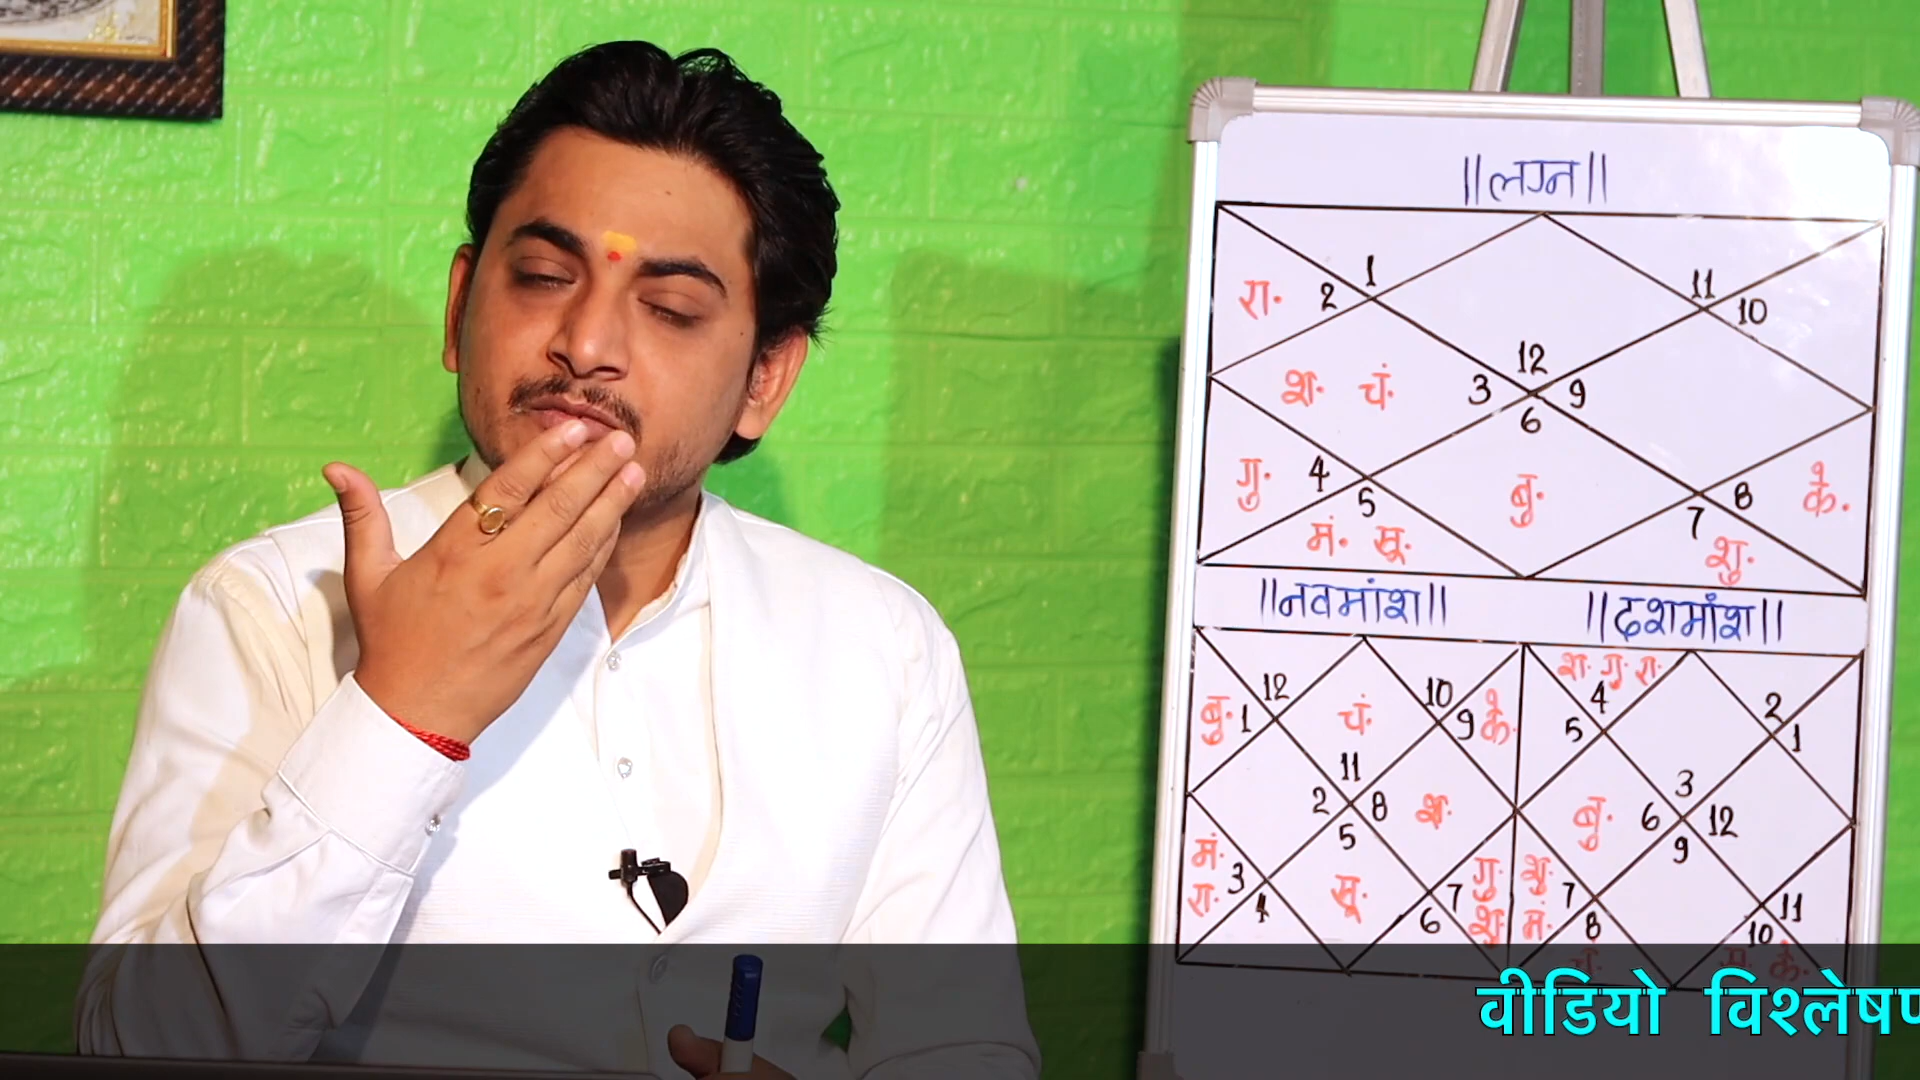 ||लग्न||
1
11
रा. 2
10
12
श. चं. 3
9
6
गु. 4
8 के.
5
बु.
7
मं. सू.
शु.
||नवमांश||
||दशमांश||
12
10
बु. 1
चं.
9 के.
11
2
8 श.
5
मं.
रा. 3
4
सू.
7
6
गु.
शु.
श. गु. रा.
4
2
5
1
3
बु. 6
12
9
शु.
मं.
7
11
8
10
के.
वीडियो विश्लेषण